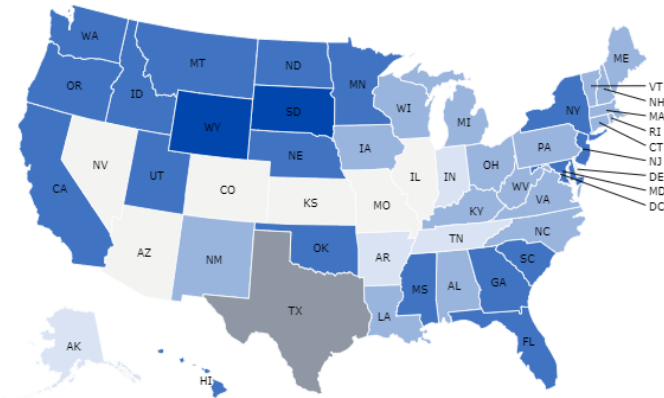 WA
ME
MT
ND
MN
VT
OR
ID
NH
WI
SD
NY
MA
WY
MI
RI
CT
IA
PA
NE
NJ
NV
IL
IN
OH
UT
DE
CA
CO
WV
MD
KS
MO
VA
DC
KY
NC
TN
OK
AZ
NM
AR
SC
MS
AL
GA
TX
LA
FL
AK
HI